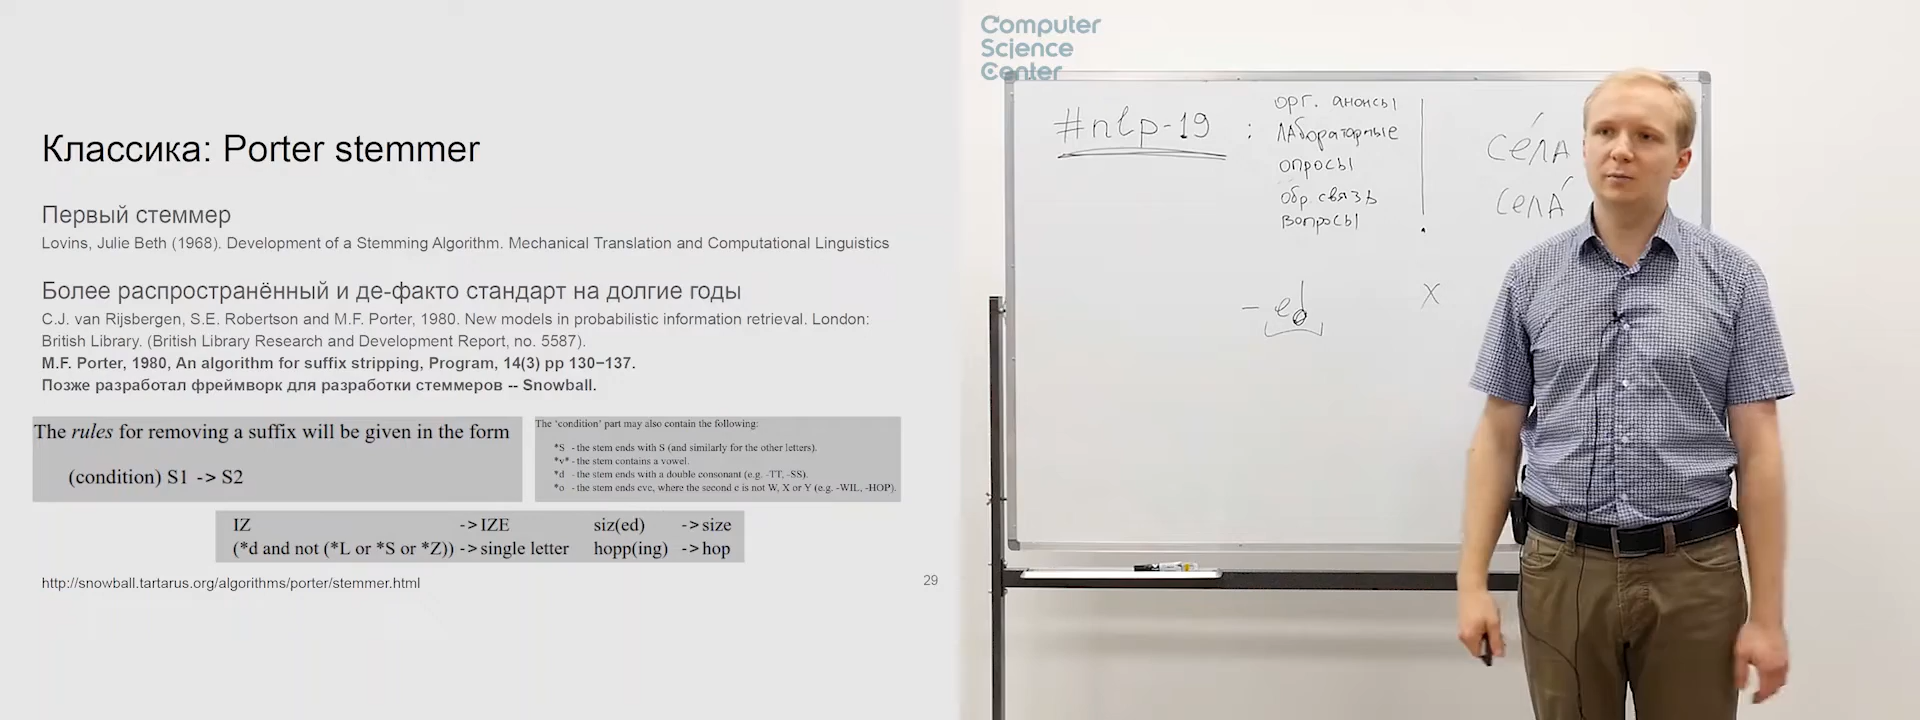 Классика: Porter stemmer
Первый стеммер
Lovins, Julie Beth (1968). Development of a Stemming Algorithm. Mechanical Translation and Computational Linguistics
Более распространённый и де-факто стандарт на долгие годы
C.J. van Rijsbergen, S.E. Robertson and M.F. Porter, 1980. New models in probabilistic information retrieval. London:
British Library. (British Library Research and Development Report, no. 5587).
M.F. Porter, 1980, An algorithm for suffix stripping, Program, 14(3) pp 130−137.
Позже разработал фреймворк для разработки стеммеров -- Snowball.
The rules for removing a suffix will be given in the form
(condition) S1 -> S2
The 'condition' part may also contain the following:
*S - the stem ends with S (and similarly for the other letters).
*v* - the stem contains a vowel.
*d - the stem ends with a double consonant (e.g. -TT, -SS).
*o - the stem ends cvc, where the second c is not W, X or Y (e.g. -WIL, -HOP).
IZ -> IZE siz(ed) -> size
(*d and not (*L or *S or *Z)) -> single letter hopp(ing) -> hop
http://snowball.tartarus.org/algorithms/porter/stemmer.html
29
Computer
Science
Center
#nlp-19 :
орг. анонсы
лабораторные
опросы
обр. связь
вопросы
сéла
селá
- ed
X